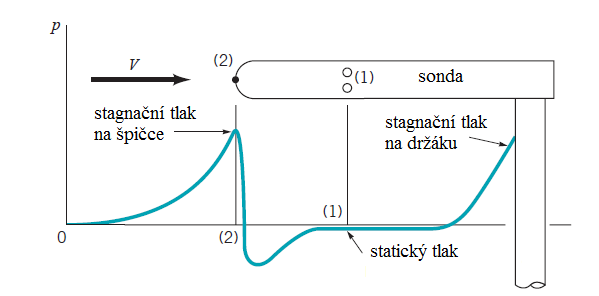 p
V
(2)
(1)
sonda
stagnační tlak
na špičce
stagnační tlak
na držáku
(1)
0
(2)
statický tlak